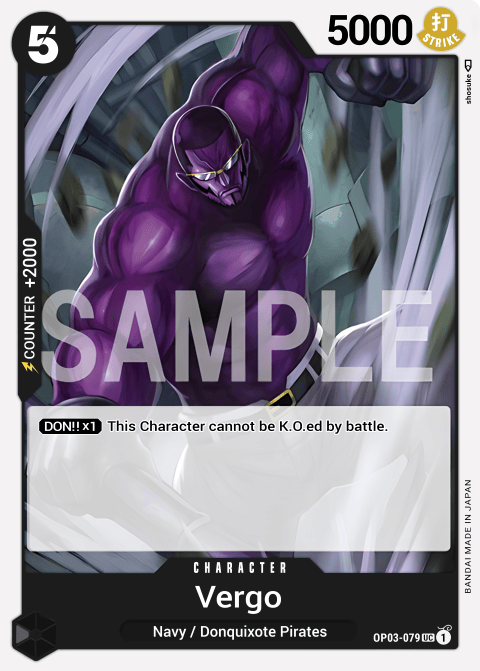 5
5000
打
STRIKE
shosuke
COUNTER +2000
SAMPLE
DON!!×1 This Character cannot be K.O.ed by battle.
BANDAI MADE IN JAPAN
CHARACTER
Vergo
Navy / Donquixote Pirates
OP03-079 UC 1